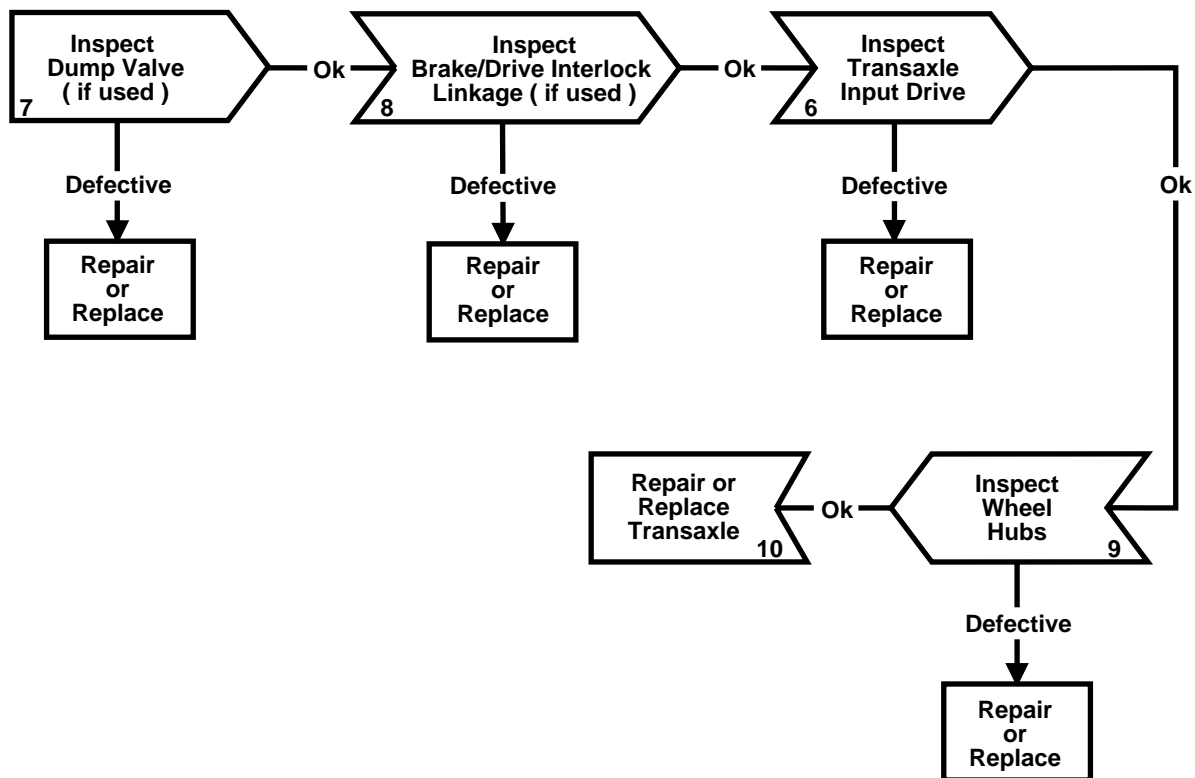 Inspect
Dump Valve
( if used )
7
Ok
Inspect
Brake/Drive Interlock
Linkage ( if used )
8
Ok
Inspect
Transaxle
Input Drive
6
Ok
Defective
Repair
or
Replace
Defective
Repair
or
Replace
Defective
Repair
or
Replace
Inspect
Wheel
Hubs
9
Ok
Repair or
Replace
Transaxle
10
Defective
Repair
or
Replace